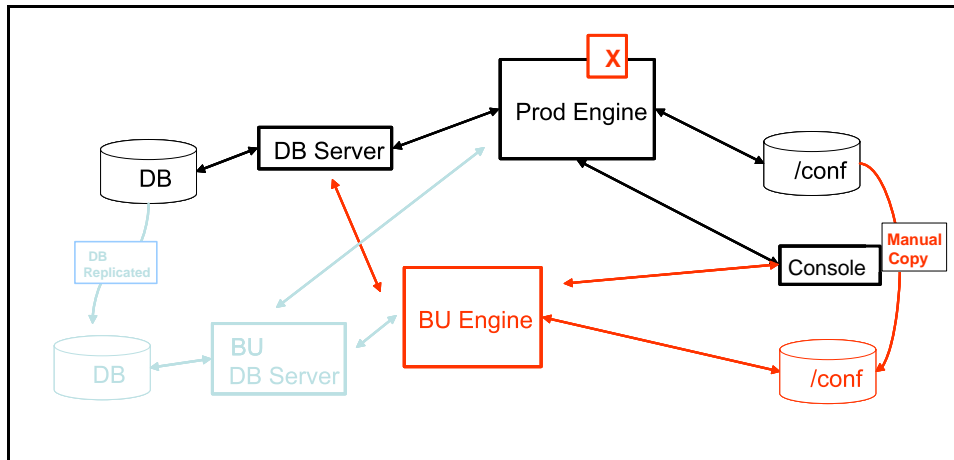 X
Prod Engine
DB Server
DB
/conf
DB
Replicated
Manual
Copy
Console
BU Engine
BU
DB Server
DB
/conf